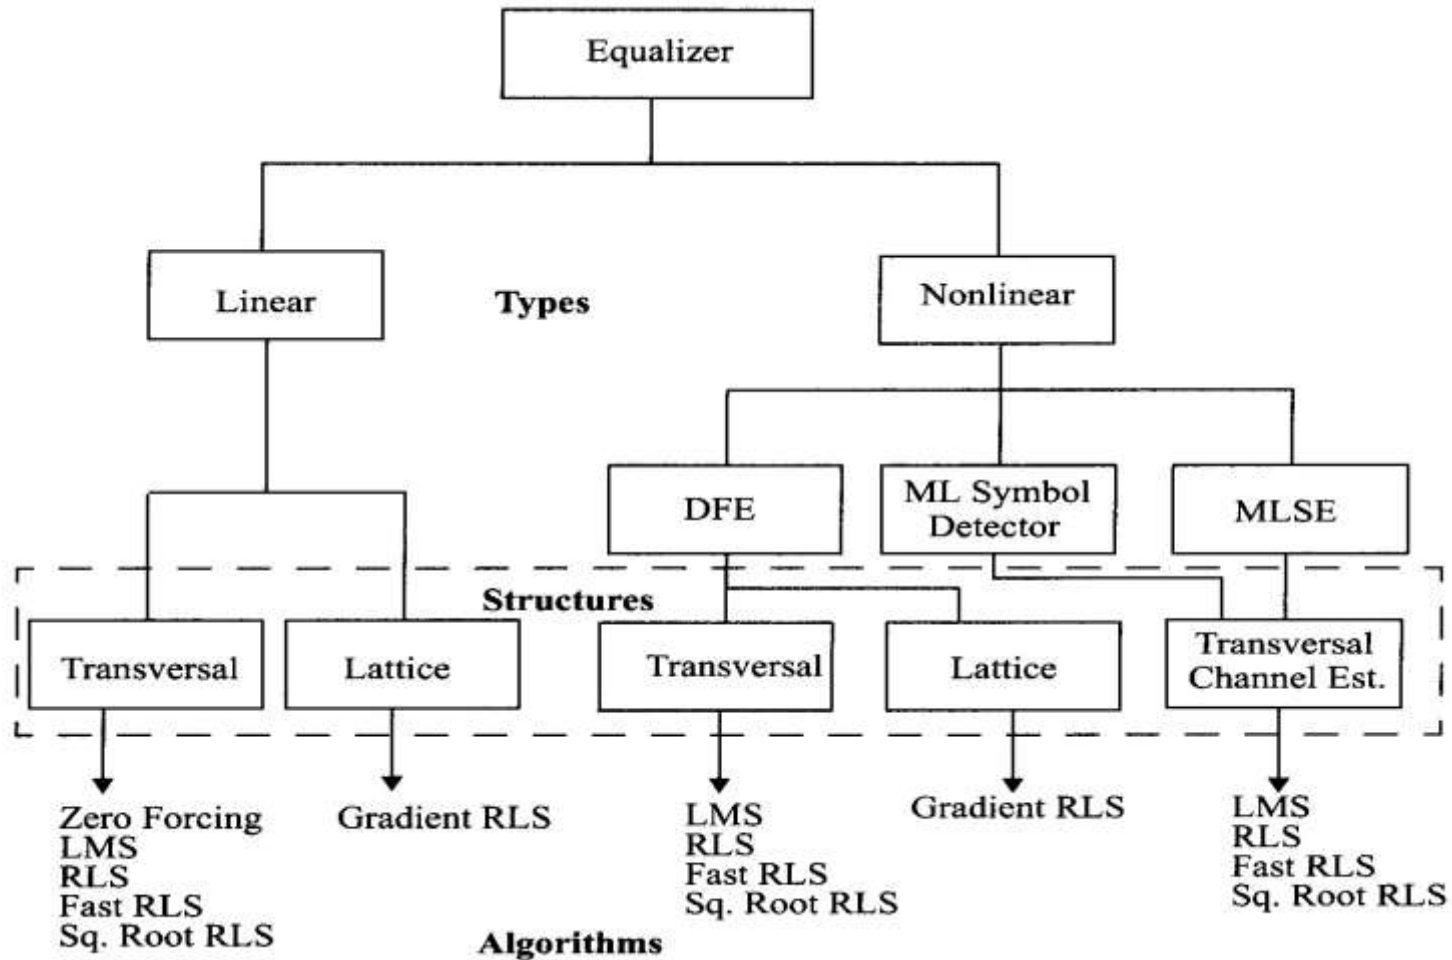 Equalizer
Linear
Types
Nonlinear
DFE
ML Symbol
Detector
MLSE
Structures
Transversal
Lattice
Transversal
Lattice
Transversal
Channel Est.
Zero Forcing
LMS
RLS
Fast RLS
Sq. Root RLS
Gradient RLS
LMS
RLS
Fast RLS
Sq. Root RLS
Gradient RLS
LMS
RLS
Fast RLS
Sq. Root RLS
Algorithms